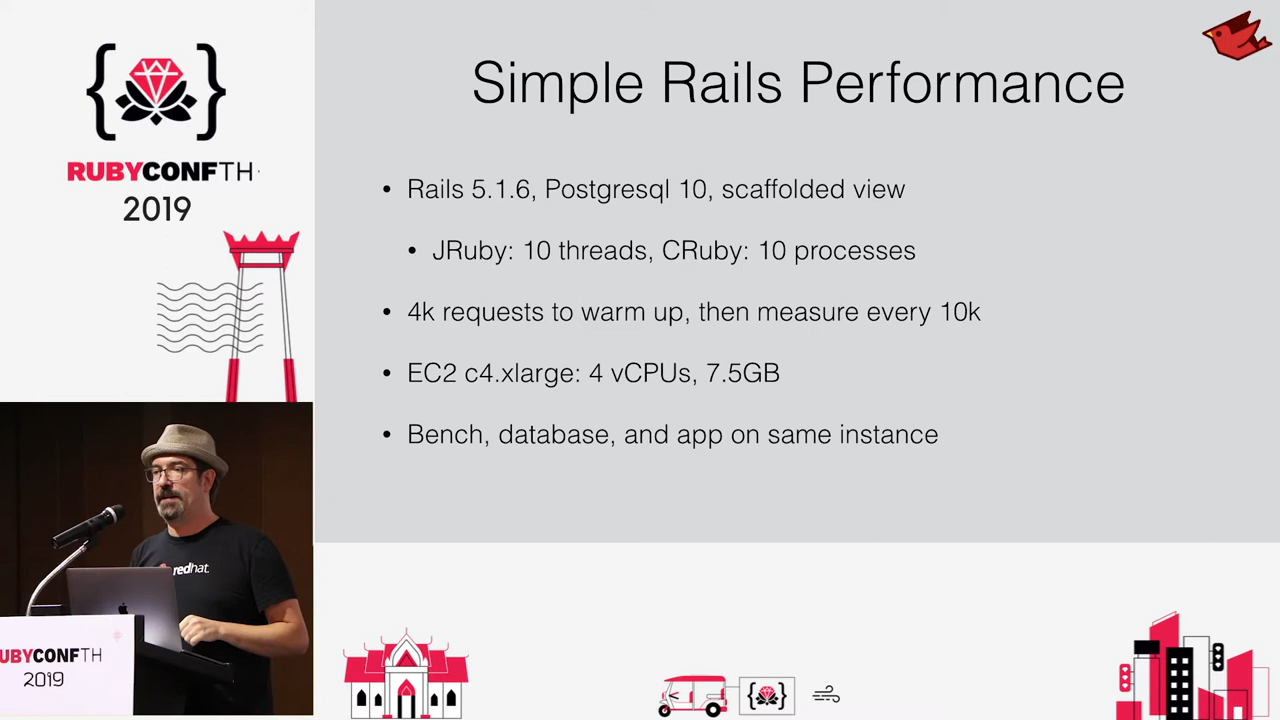 RUBYCONFTH
2019
Simple Rails Performance
• Rails 5.1.6, Postgresql 10, scaffolded view
• JRuby: 10 threads, CRuby: 10 processes
• 4k requests to warm up, then measure every 10k
• EC2 c4.xlarge: 4 vCPUs, 7.5GB
• Bench, database, and app on same instance
redhat
UBYCONFTH
2019